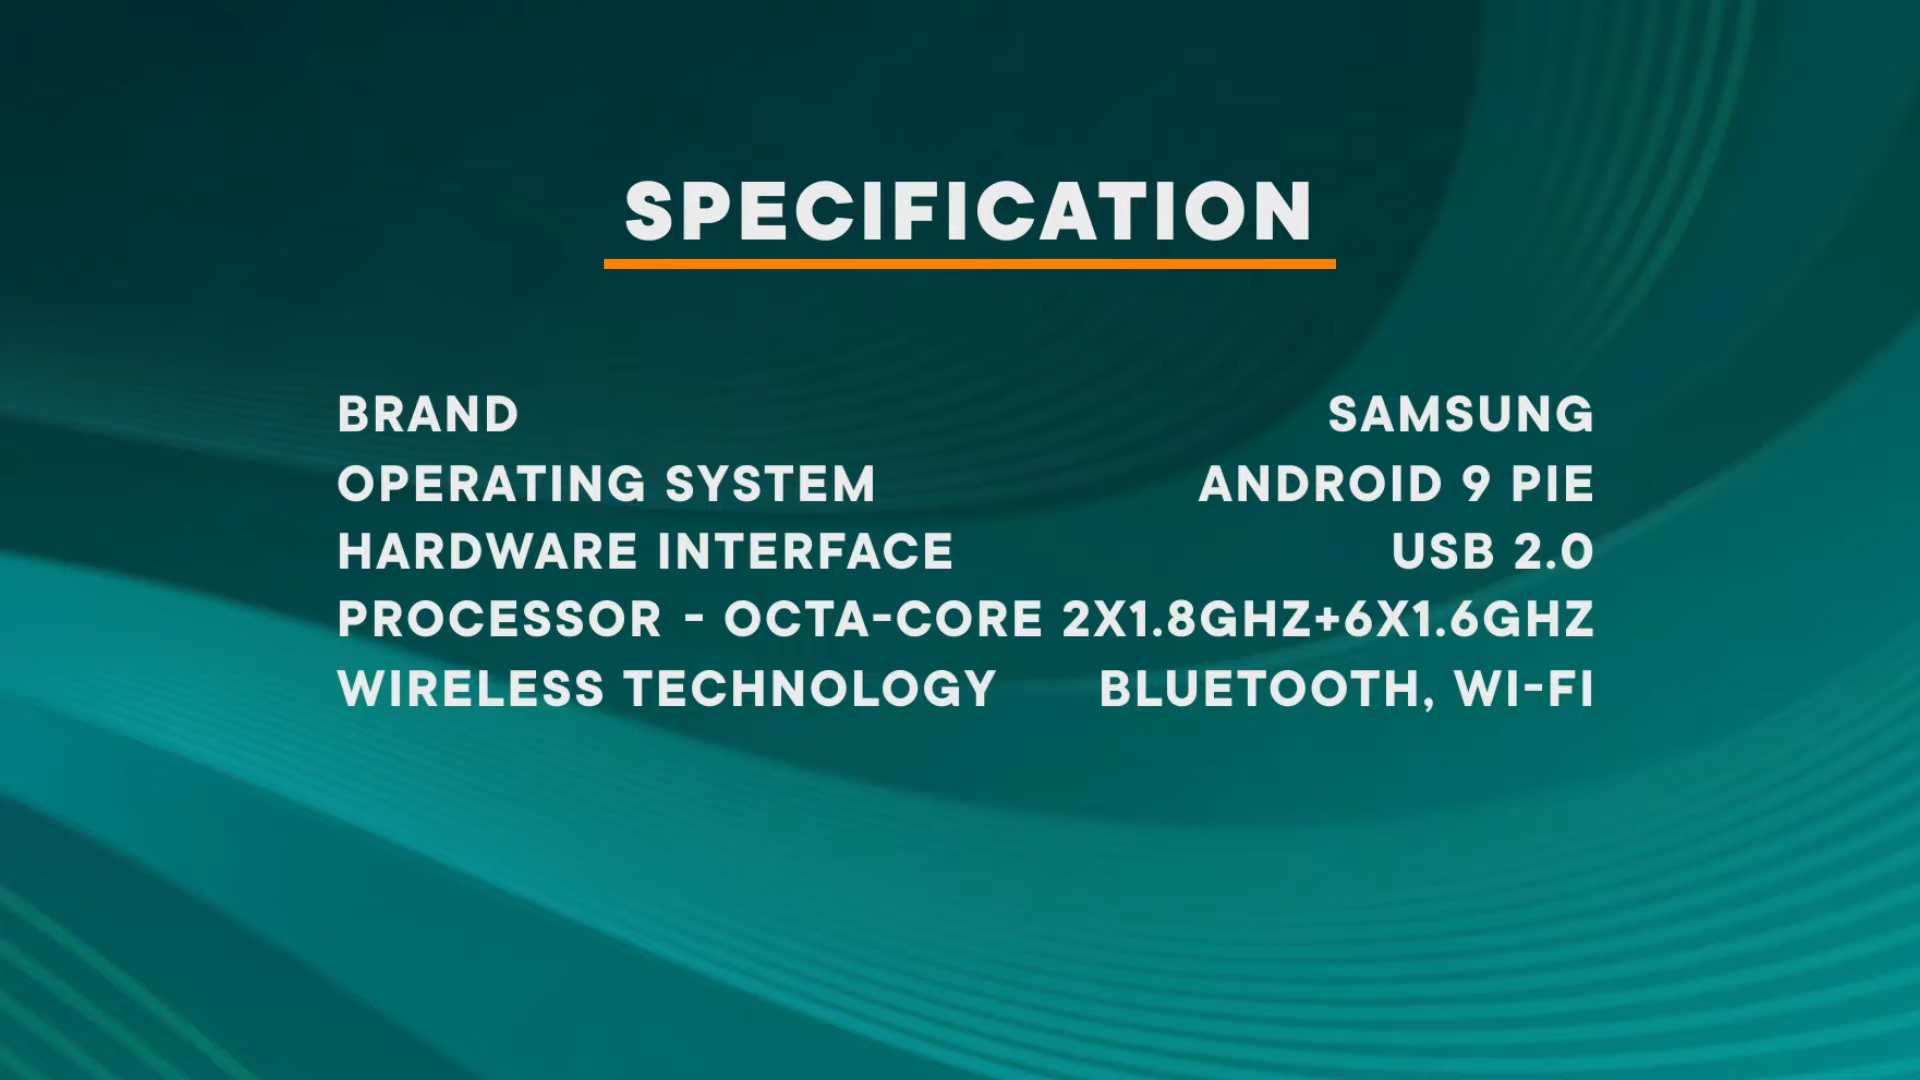 SPECIFICATION
BRAND SAMSUNG
OPERATING SYSTEM ANDROID 9 PIE
HARDWARE INTERFACE USB 2.0
PROCESSOR - OCTA-CORE 2X1.8GHZ+6X1.6GHZ
WIRELESS TECHNOLOGY BLUETOOTH, WI-FI